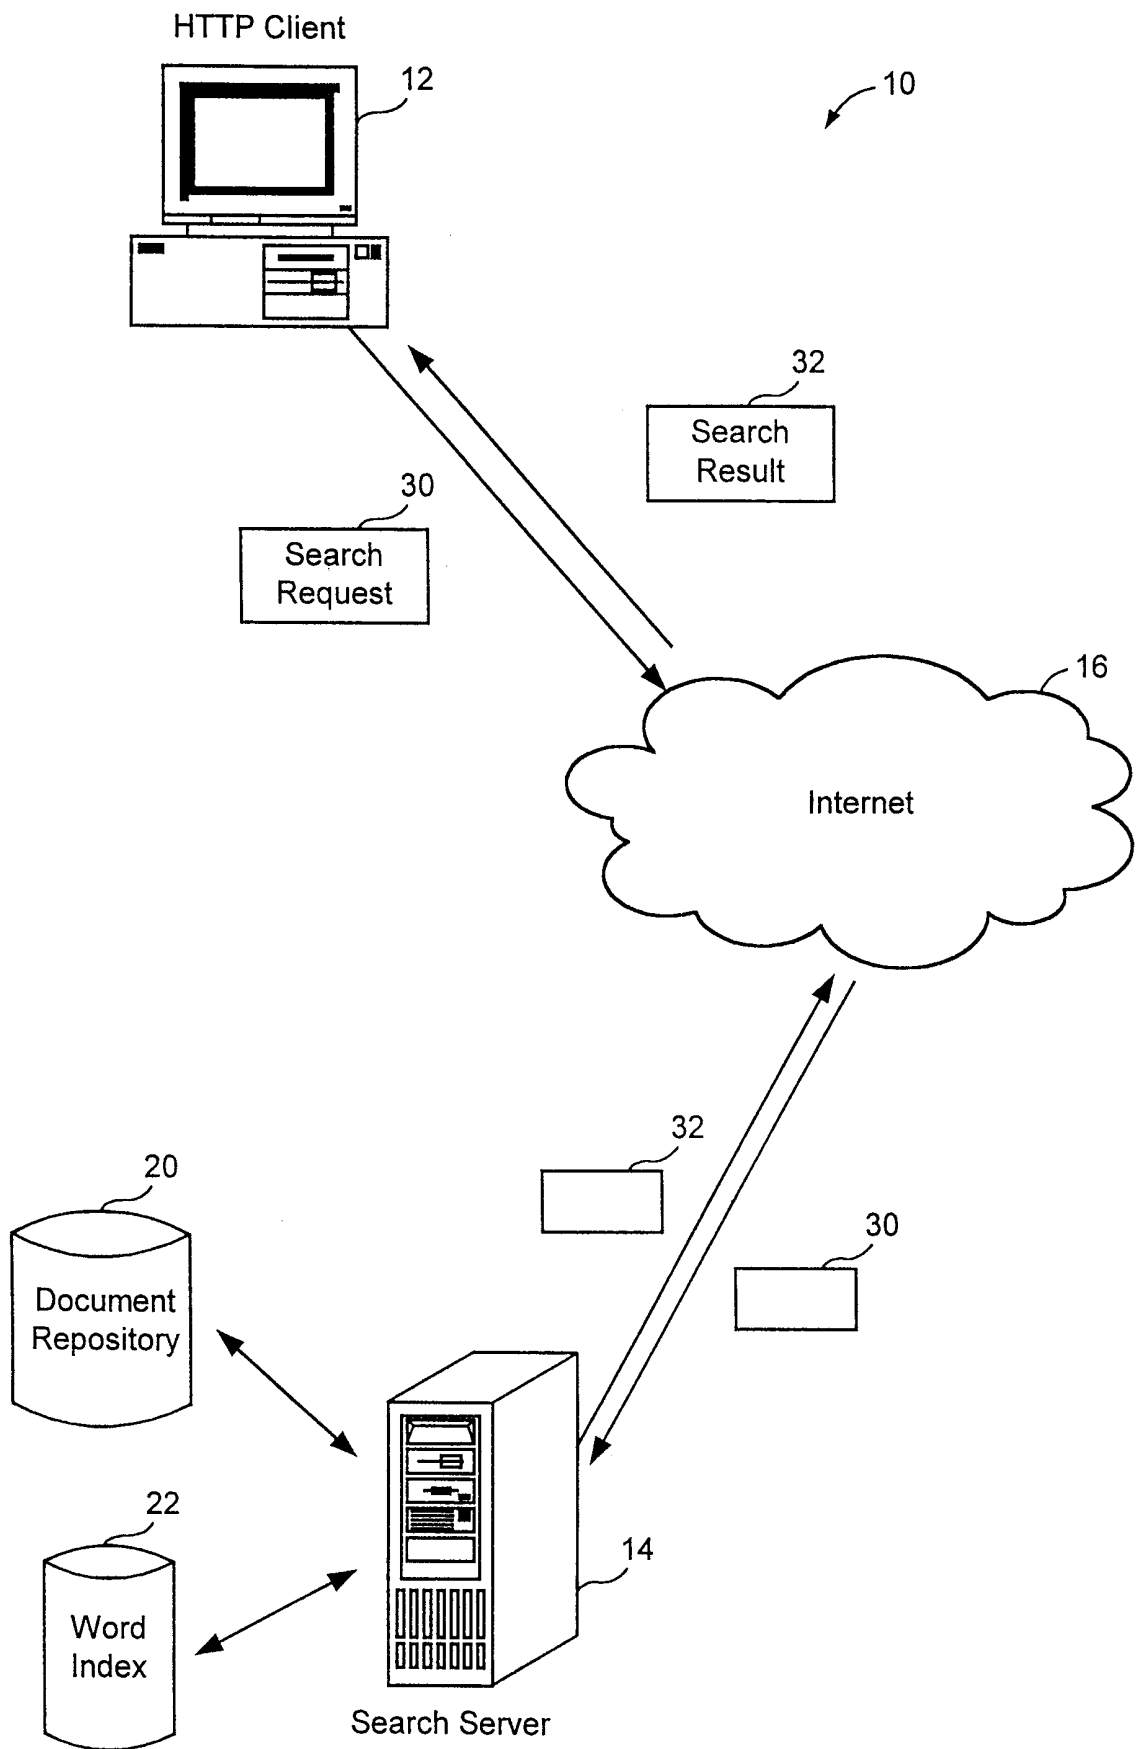 HTTP Client
12
10
32
Search
Result
30
Search
Request
16
Internet
32
20
30
Document
Repository
22
14
Word
Index
Search Server